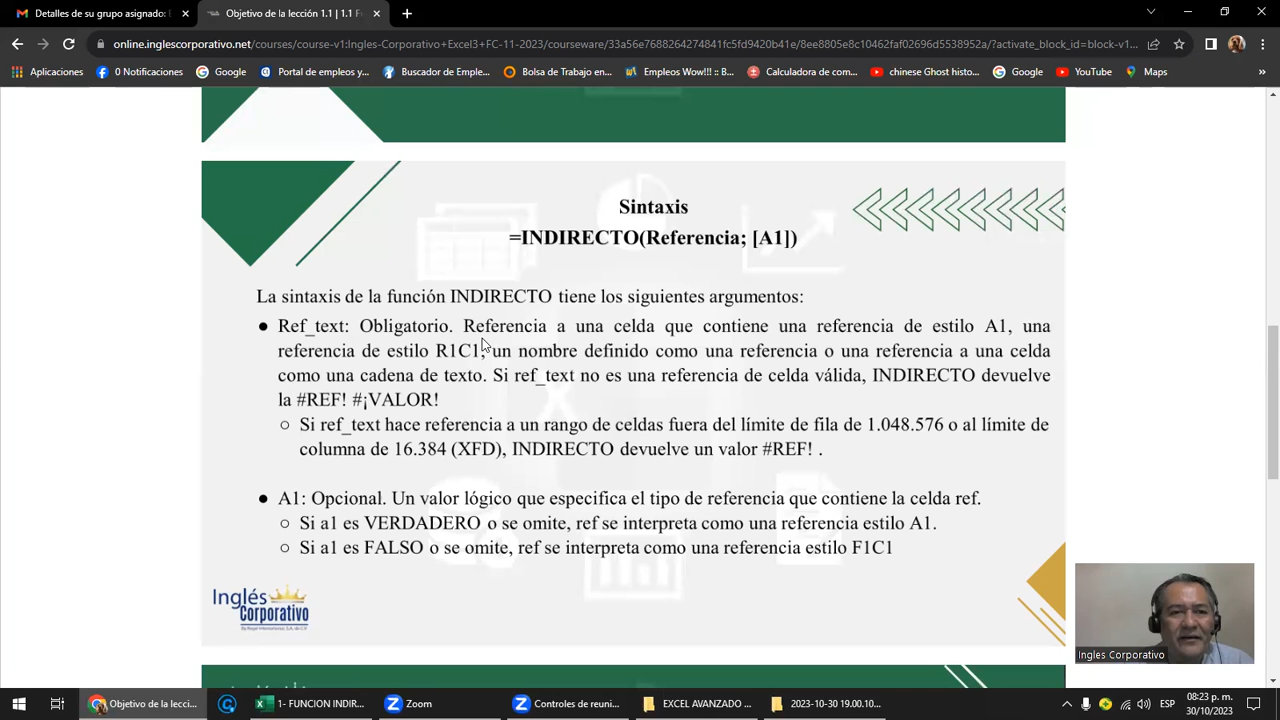 Detalles de su grupo asignado: I
Objetivo de la lección 1.1 | 1.1 F
online.inglescorporativo.net/courses/course-v1:Ingles-Corporativo+Excel3+FC-11-2023/courseware/33a56e7688264274841fc5fd9420b41e/8ee8805e8c10462faf02696d5538952a/?activate_block_id=block-v1...
Aplicaciones
0 Notificaciones
Google
Portal de empleos y...
Buscador de Emple...
Bolsa de Trabajo en...
Empleos Wow!!! :: B...
Calculadora de com...
chinese Ghost histo...
Google
YouTube
Maps
Sintaxis
=INDIRECTO(Referencia; [A1])
La sintaxis de la función INDIRECTO tiene los siguientes argumentos:
● Ref_text: Obligatorio. Referencia a una celda que contiene una referencia de estilo A1, una
referencia de estilo R1C1, un nombre definido como una referencia o una referencia a una celda
como una cadena de texto. Si ref_text no es una referencia de celda válida, INDIRECTO devuelve
la #REF! #¡VALOR!
○ Si ref_text hace referencia a un rango de celdas fuera del límite de fila de 1.048.576 o al límite de
columna de 16.384 (XFD), INDIRECTO devuelve un valor #REF! .
● A1: Opcional. Un valor lógico que especifica el tipo de referencia que contiene la celda ref.
○ Si a1 es VERDADERO o se omite, ref se interpreta como una referencia estilo A1.
○ Si a1 es FALSO o se omite, ref se interpreta como una referencia estilo F1C1
Inglés
Corporativo
Ingles Corporativo
Objetivo de la lecci...
1- FUNCION INDIR...
Zoom
Controles de reuni...
EXCEL AVANZADO ...
2023-10-30 19.00.10...
ESP
08:23 p. m.
30/10/2023